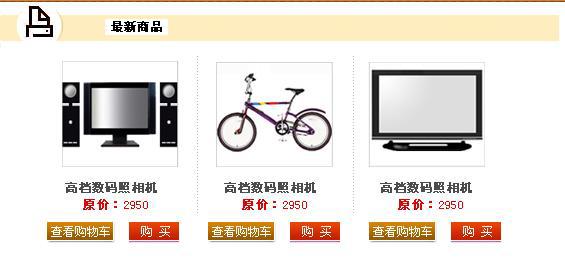 最新商品
高档数码照相机 高档数码照相机 高档数码照相机
原价：2950 原价：2950 原价：2950
查看购物车 购 买 查看购物车 购 买 查看购物车 购 买